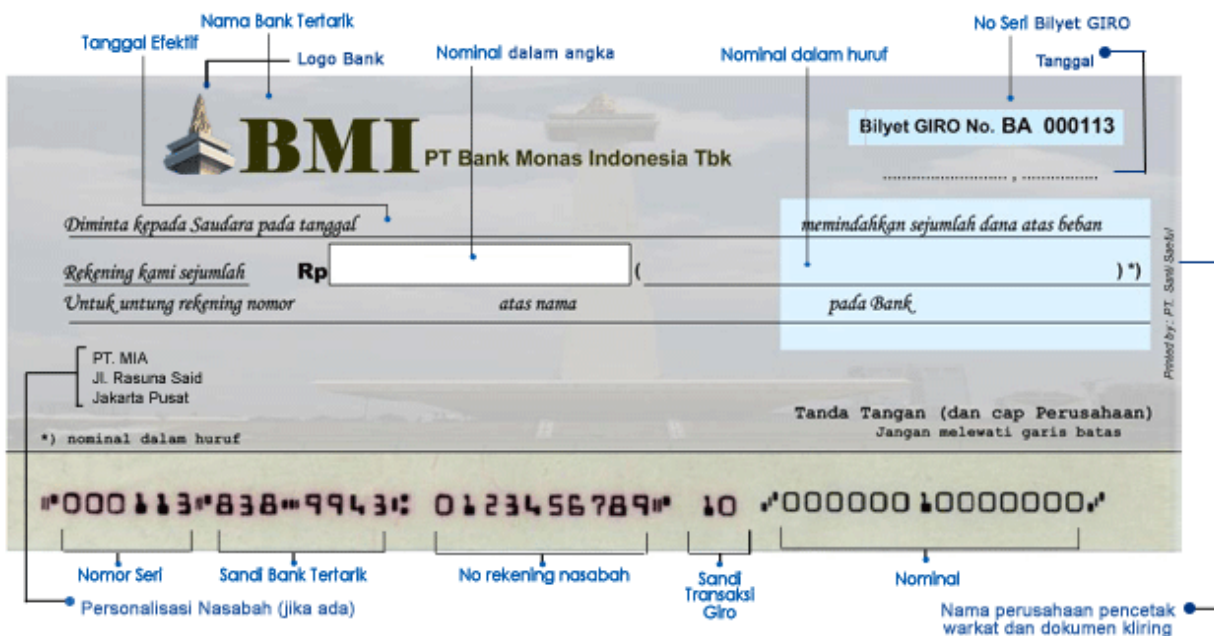 Nama Bank Tertarik
No Seri Bilyet GIRO
Tanggal Efektif
Logo Bank
Nominal dalam angka
Nominal dalam huruf
Tanggal
BMI PT Bank Monas Indonesia Tbk
Bilyet GIRO No. BA 000113
.............................. , ..................
Diminta kepada Saudara pada tanggal memindahkan sejumlah dana atas beban
Rekening kami sejumlah Rp ( ) *)
Untuk untung rekening nomor atas nama pada Bank
Printed by : PT. Santi Saeful
PT. MIA
Jl. Rasuna Said
Jakarta Pusat
Tanda Tangan (dan cap Perusahaan)
Jangan melewati garis batas
*) nominal dalam huruf
⑈000113⑈838⑉9943⑆ 0123456789⑈ 10 ⑇00000010000000⑇
Nomor Seri
Sandi Bank Tertarik
No rekening nasabah
Sandi
Transaksi
Giro
Nominal
Personalisasi Nasabah (jika ada)
Nama perusahaan pencetak
warkat dan dokumen kliring